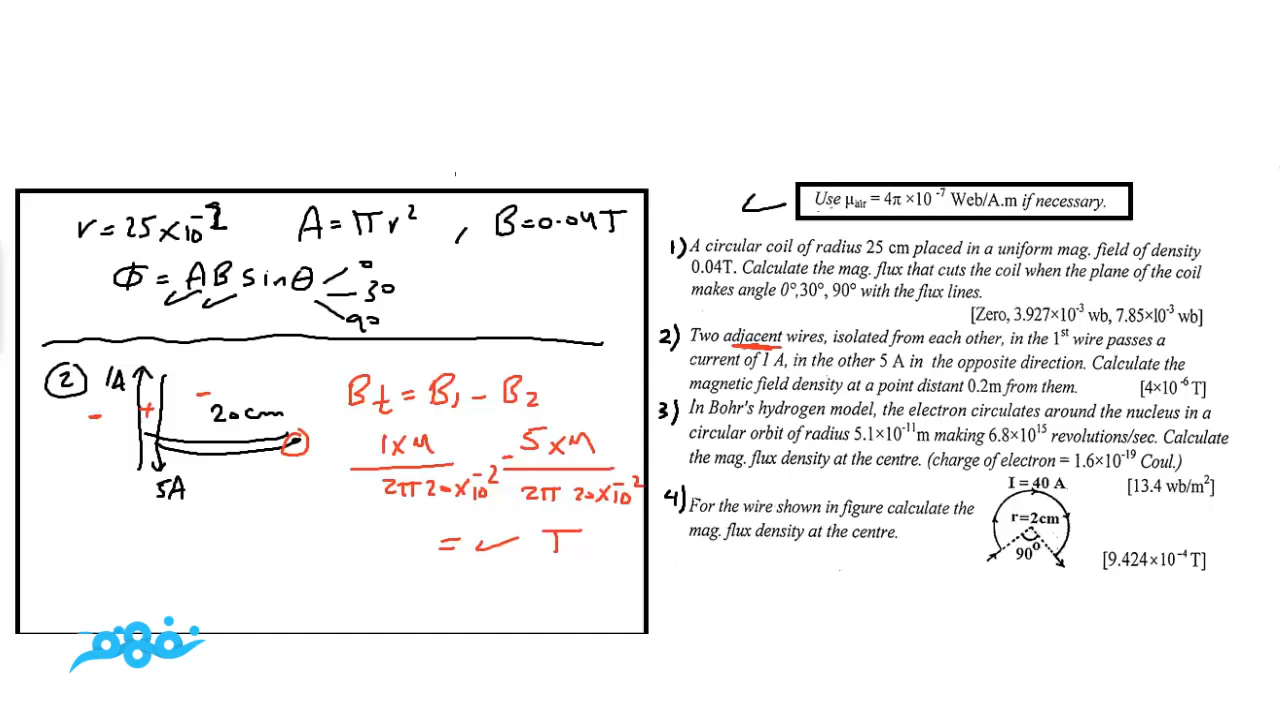 r = 25 × 10⁻² A = π r² , B = 0.04 T
Φ = A B sin θ 0
30
90
② 1A
20 cm
5A
- + -
Bt = B₁ - B₂
1 × M / 2π 20 × 10⁻² - 5 × M / 2π 20 × 10⁻²
= ✓ T
نفهم
✓ Use μair = 4π ×10 ⁻⁷ Web/A.m if necessary.
1) A circular coil of radius 25 cm placed in a uniform mag. field of density
0.04T. Calculate the mag. flux that cuts the coil when the plane of the coil
makes angle 0°,30°, 90° with the flux lines.
[Zero, 3.927×10⁻³ wb, 7.85×10⁻³ wb]
2) Two adjacent wires, isolated from each other, in the 1ˢᵗ wire passes a
current of 1 A, in the other 5 A in the opposite direction. Calculate the
magnetic field density at a point distant 0.2m from them. [4×10⁻⁶ T]
3) In Bohr's hydrogen model, the electron circulates around the nucleus in a
circular orbit of radius 5.1×10⁻¹¹m making 6.8×10¹⁵ revolutions/sec. Calculate
the mag. flux density at the centre. (charge of electron = 1.6×10⁻¹⁹ Coul.)
[13.4 wb/m²]
4) For the wire shown in figure calculate the
mag. flux density at the centre.
I = 40 A
r=2cm
90°
[9.424×10⁻⁴ T]